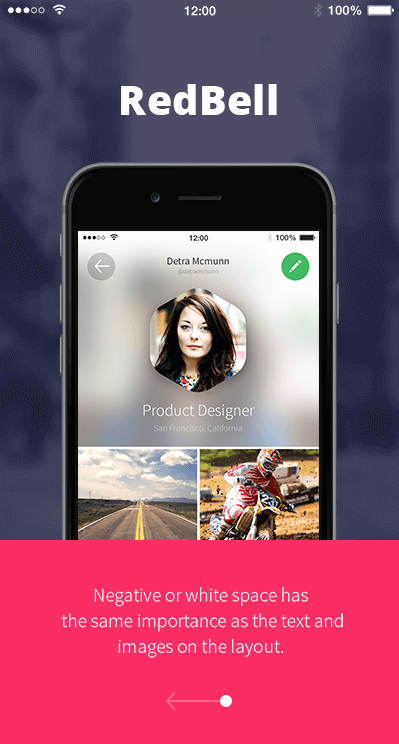 12:00
100%
RedBell
12:00
100%
Detra Mcmunn
@detramcmunn
Product Designer
San Francisco, California
Negative or white space has
the same importance as the text and
images on the layout.